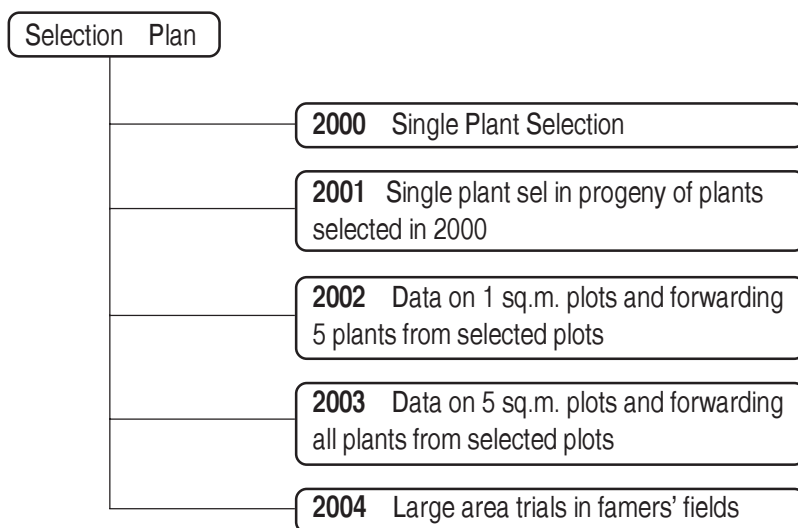 Selection Plan
2000 Single Plant Selection
2001 Single plant sel in progeny of plants
selected in 2000
2002 Data on 1 sq.m. plots and forwarding
5 plants from selected plots
2003 Data on 5 sq.m. plots and forwarding
all plants from selected plots
2004 Large area trials in famers' fields